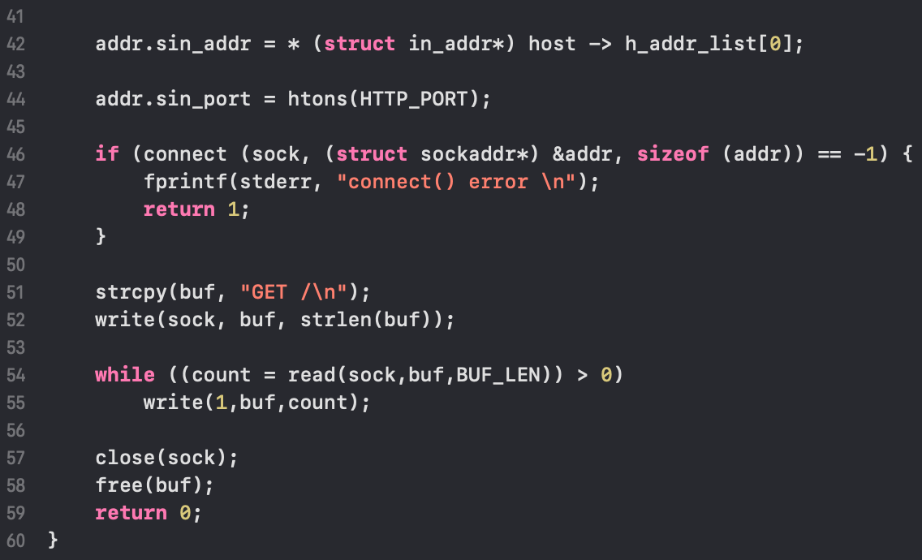 41
42 addr.sin_addr = * (struct in_addr*) host -> h_addr_list[0];
43
44 addr.sin_port = htons(HTTP_PORT);
45
46 if (connect (sock, (struct sockaddr*) &addr, sizeof (addr)) == -1) {
47 fprintf(stderr, "connect() error \n");
48 return 1;
49 }
50
51 strcpy(buf, "GET /\n");
52 write(sock, buf, strlen(buf));
53
54 while ((count = read(sock,buf,BUF_LEN)) > 0)
55 write(1,buf,count);
56
57 close(sock);
58 free(buf);
59 return 0;
60 }